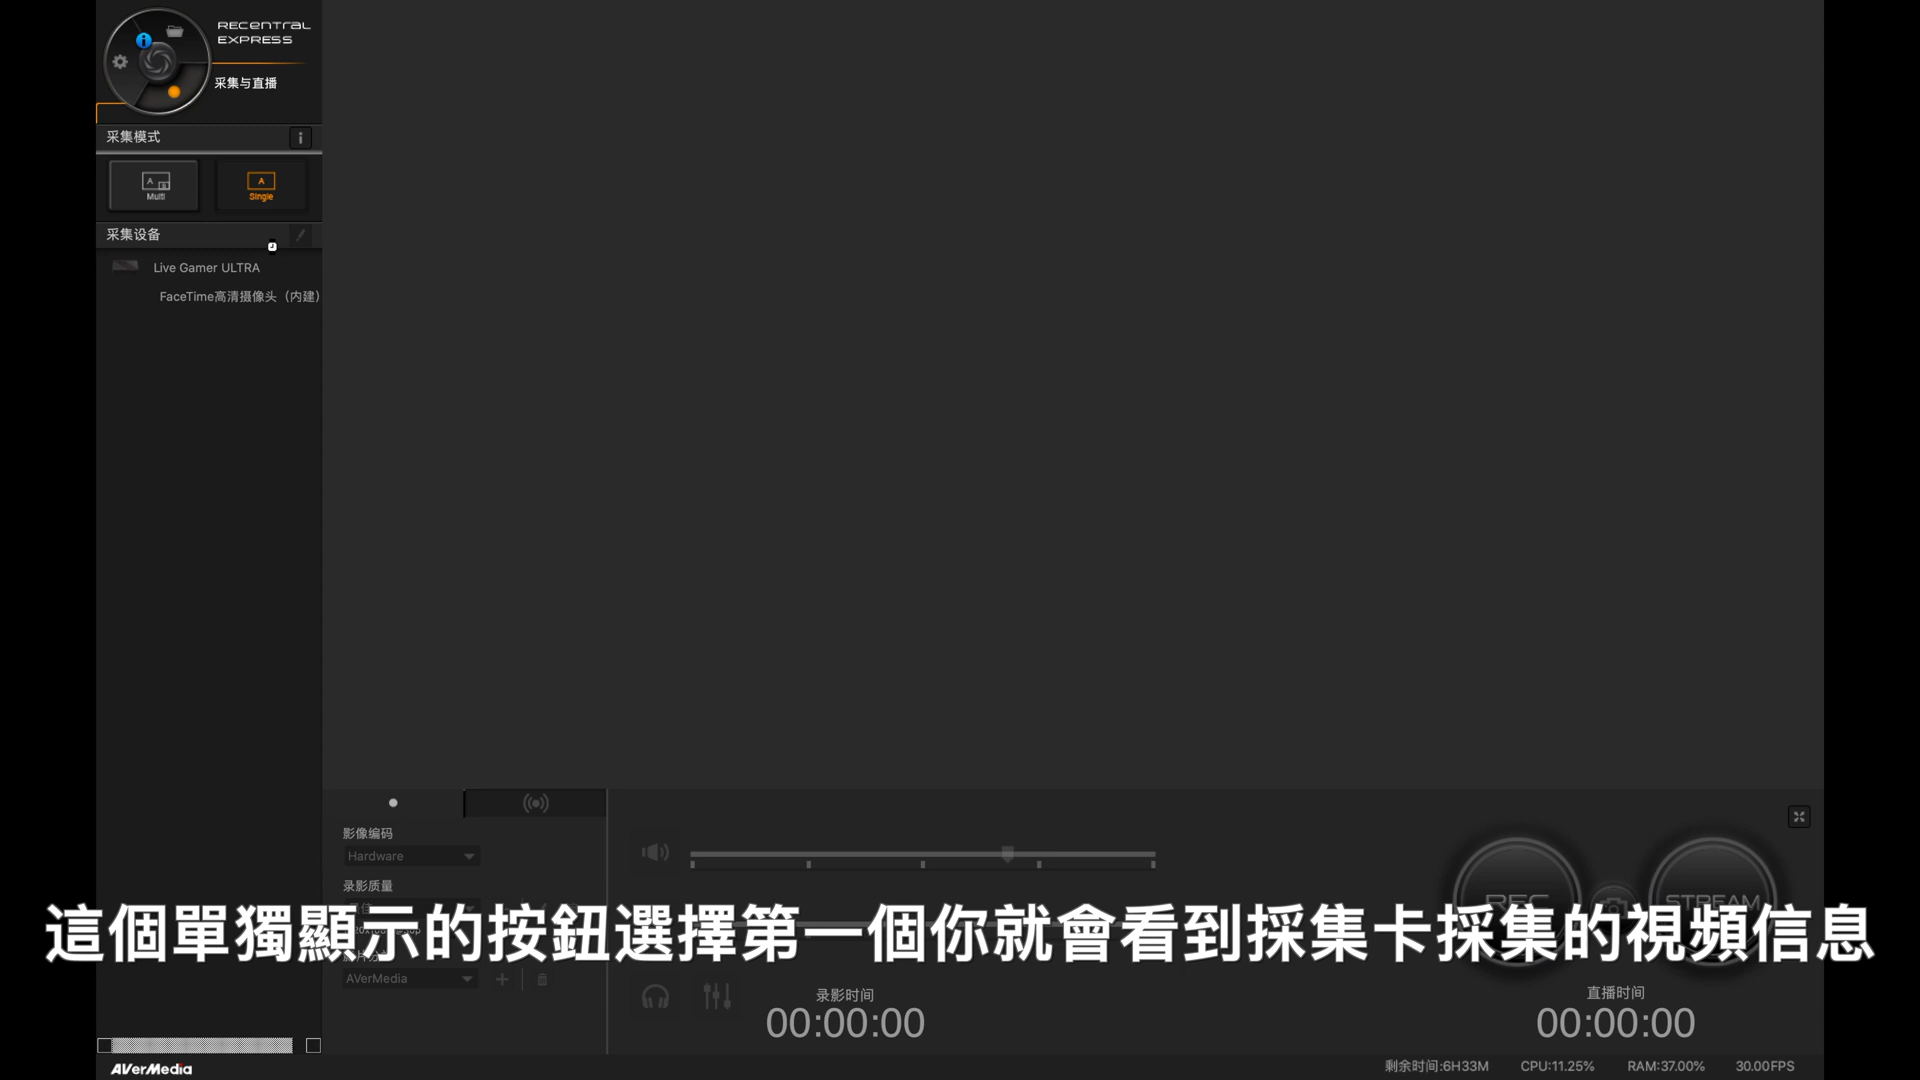 RECENTRAL
EXPRESS
采集与直播
采集模式
A
Multi
A
Single
采集设备
Live Gamer ULTRA
FaceTime高清摄像头（内建）
影像编码
Hardware
录影质量
這個單獨顯示的按鈕選擇第一個你就會看到採集卡採集的視頻信息
REC
STREAM
AVerMedia
录影时间
00:00:00
直播时间
00:00:00
AVerMedia
剩余时间:6H33M
CPU:11.25%
RAM:37.00%
30.00FPS